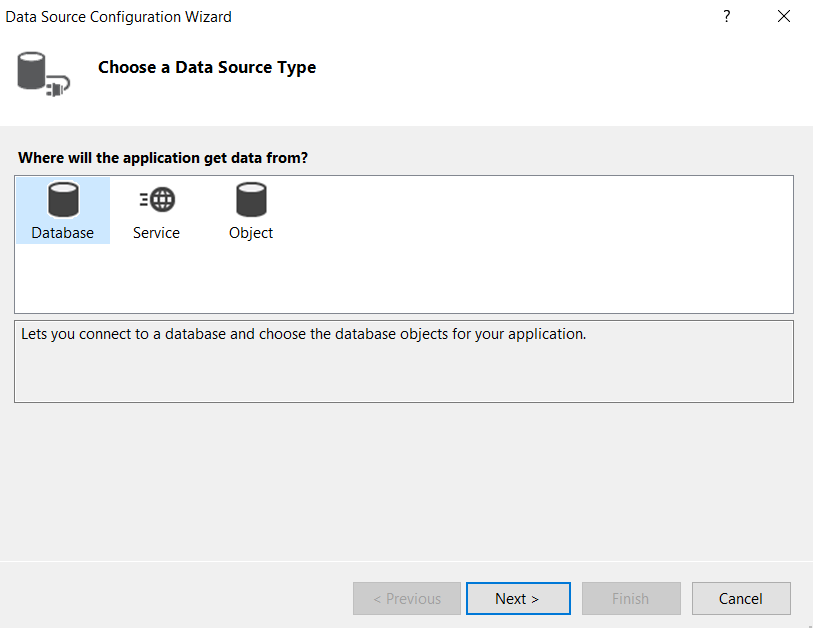 Data Source Configuration Wizard
?
Choose a Data Source Type
Where will the application get data from?
Database Service Object
Lets you connect to a database and choose the database objects for your application.
< Previous Next > Finish Cancel